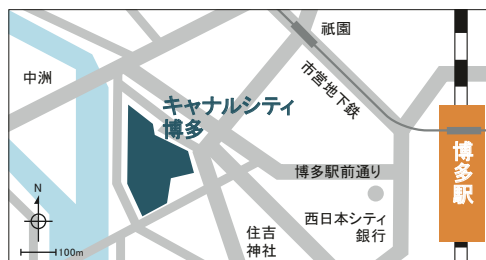 祇園
中洲
市営地下鉄
キャナルシティ
博多
博多駅
博多駅前通り
西日本シティ
銀行
住吉
神社
N
100m